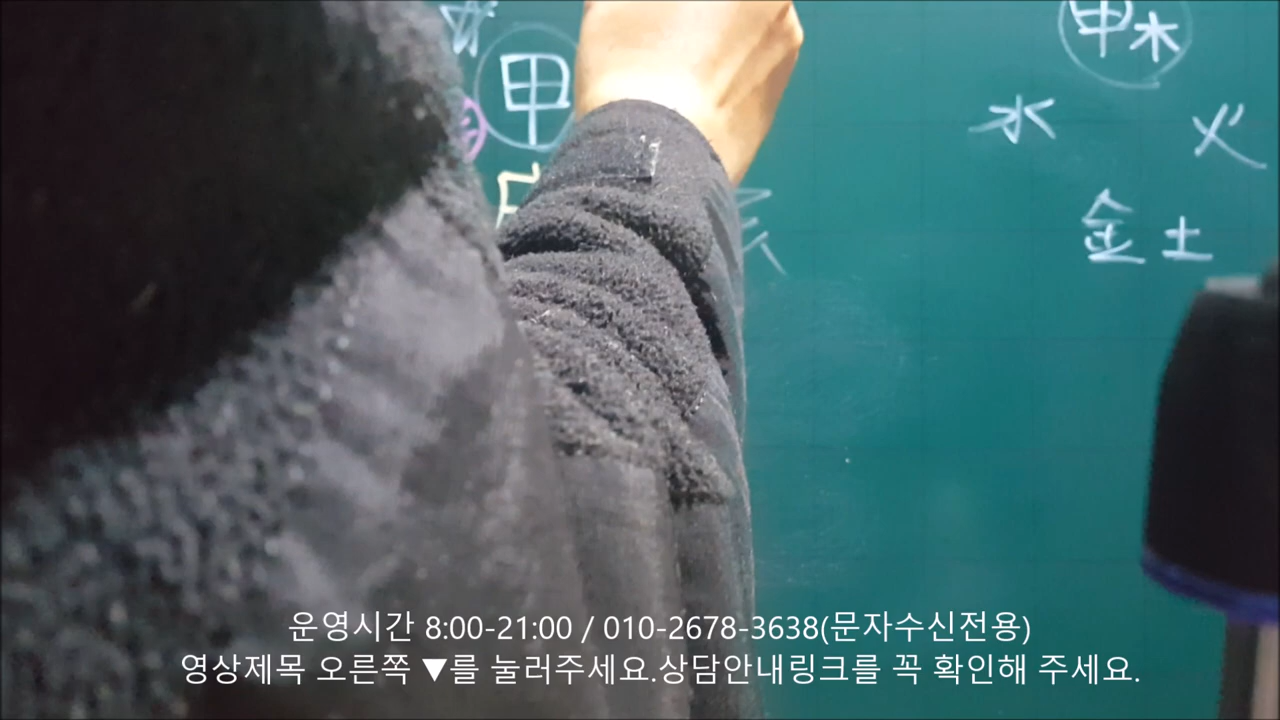 甲
甲木
水 火
金 土
亥
운영시간 8:00-21:00 / 010-2678-3638(문자수신전용)
영상제목 오른쪽 ▼를 눌러주세요.상담안내링크를 꼭 확인해 주세요.